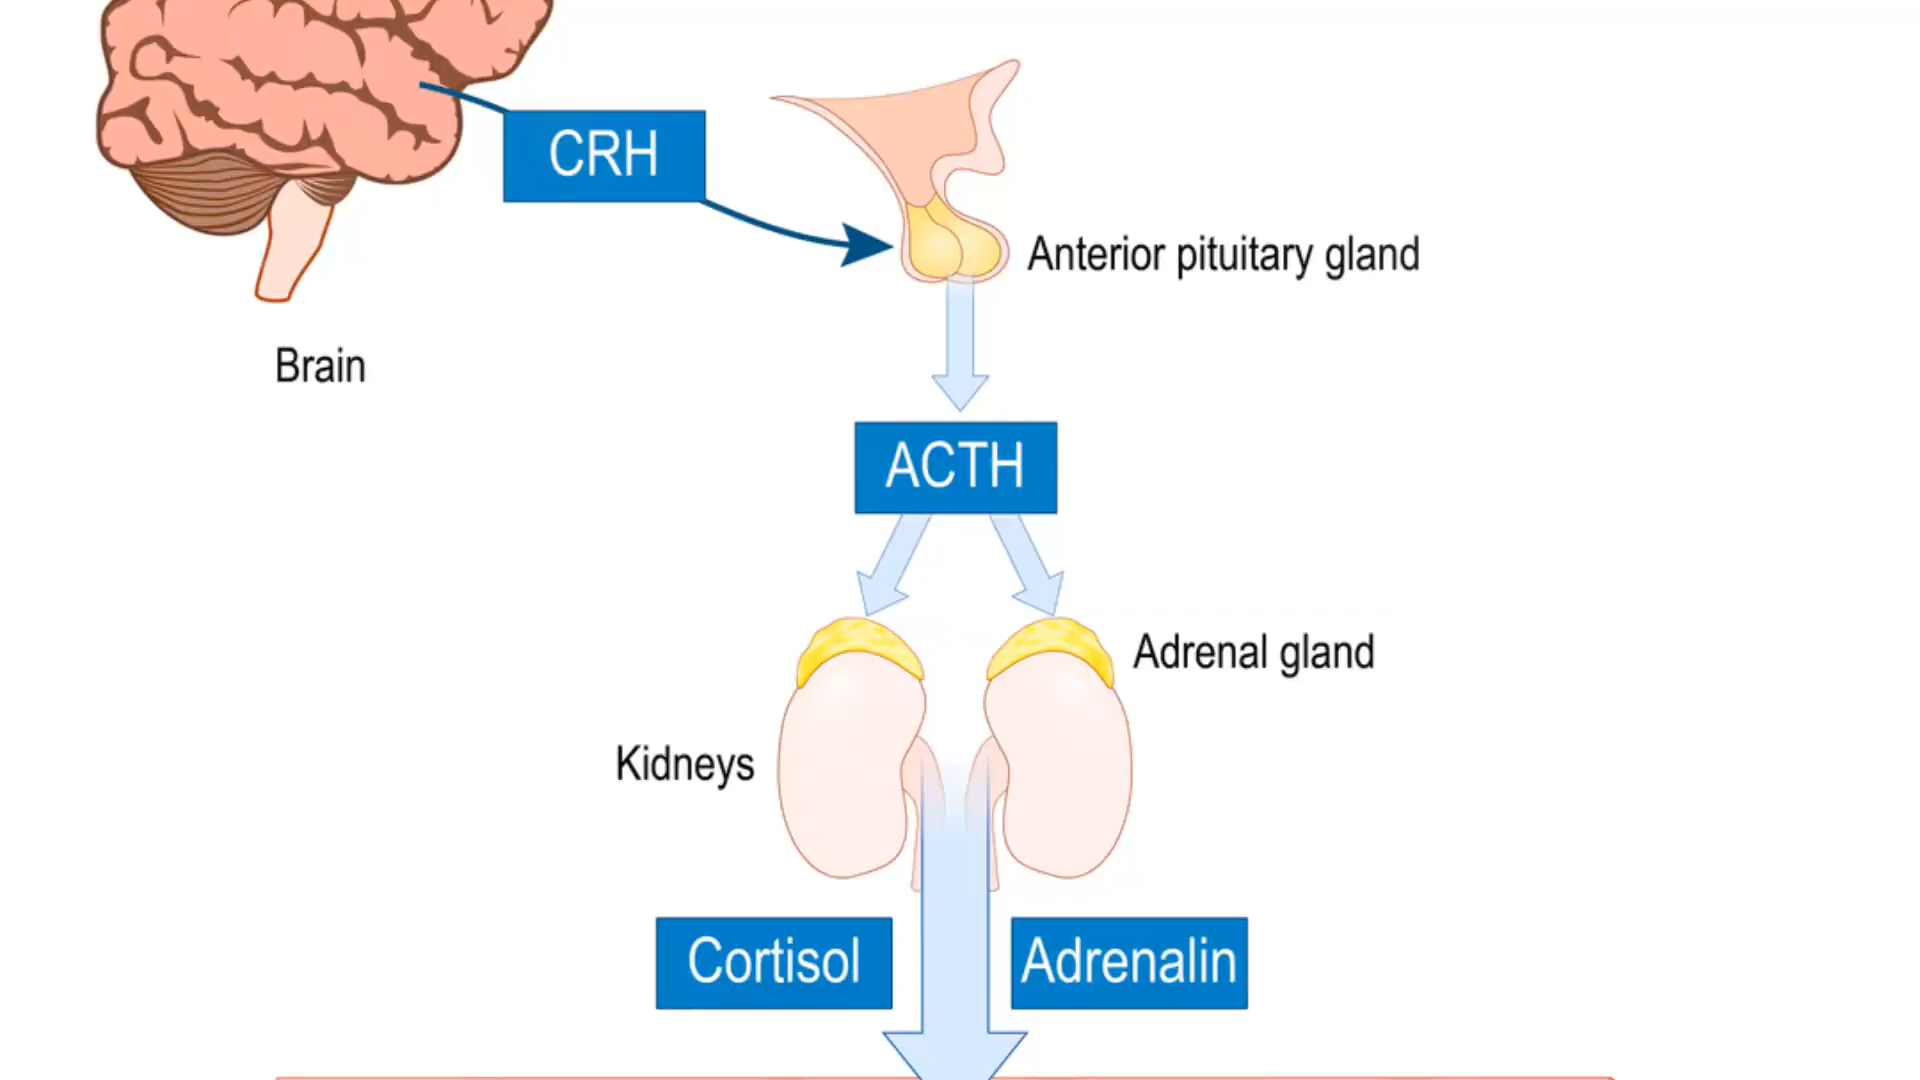 CRH
Anterior pituitary gland
Brain
ACTH
Adrenal gland
Kidneys
Cortisol
Adrenalin